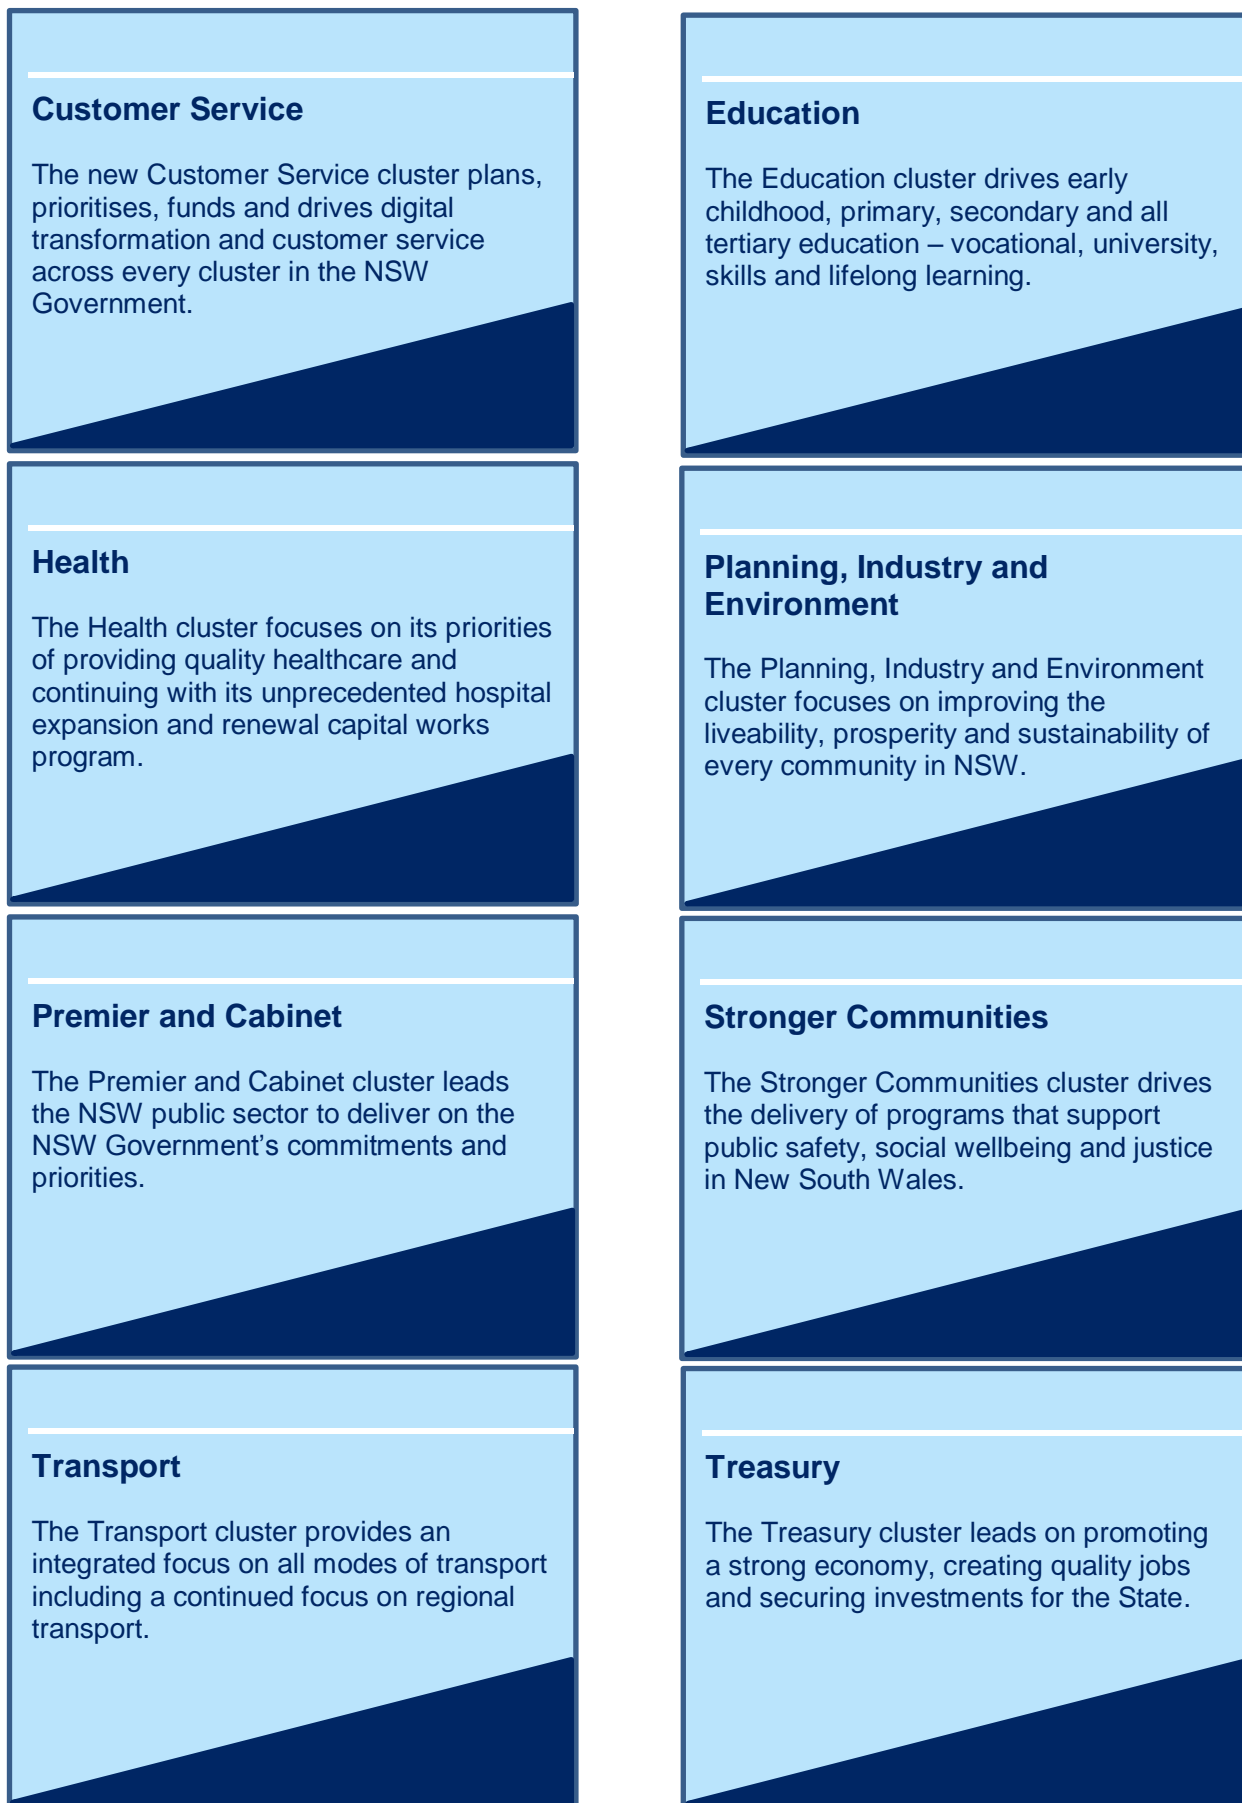 Customer Service
The new Customer Service cluster plans,
prioritises, funds and drives digital
transformation and customer service
across every cluster in the NSW
Government.
Education
The Education cluster drives early
childhood, primary, secondary and all
tertiary education – vocational, university,
skills and lifelong learning.
Health
The Health cluster focuses on its priorities
of providing quality healthcare and
continuing with its unprecedented hospital
expansion and renewal capital works
program.
Planning, Industry and
Environment
The Planning, Industry and Environment
cluster focuses on improving the
liveability, prosperity and sustainability of
every community in NSW.
Premier and Cabinet
The Premier and Cabinet cluster leads
the NSW public sector to deliver on the
NSW Government’s commitments and
priorities.
Stronger Communities
The Stronger Communities cluster drives
the delivery of programs that support
public safety, social wellbeing and justice
in New South Wales.
Transport
The Transport cluster provides an
integrated focus on all modes of transport
including a continued focus on regional
transport.
Treasury
The Treasury cluster leads on promoting
a strong economy, creating quality jobs
and securing investments for the State.